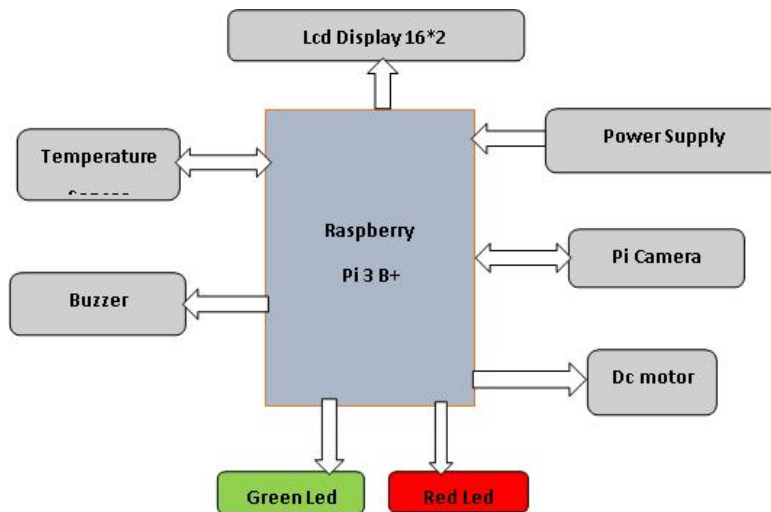 Lcd Display 16*2
Temperature
Power Supply
Raspberry
Pi 3 B+
Pi Camera
Buzzer
Dc motor
Green Led
Red Led